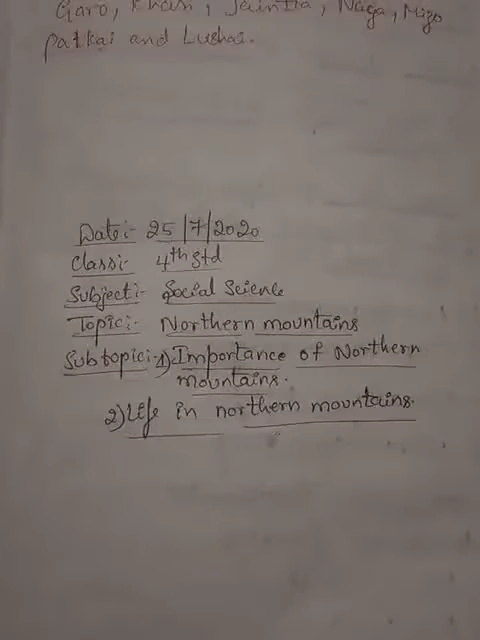 Garo, Khasi, Jaintia, Naga, Mizo
Patkai and Lushai.
Date:- 25/7/2020
Class:- 4th std
Subject:- Social Science
Topic:- Northern mountains
Subtopic:- 1) Importance of Northern
mountains.
2) Life in northern mountains.